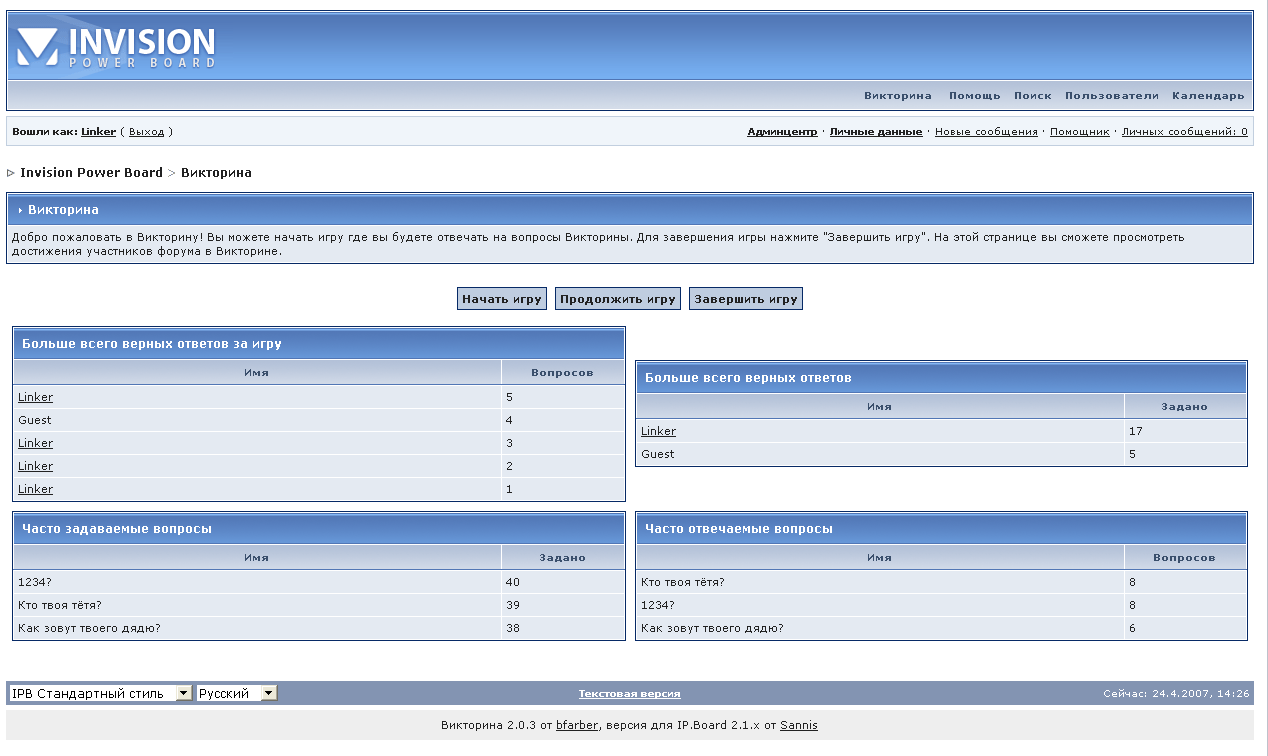 INVISION
POWER BOARD
Викторина Помощь Поиск Пользователи Календарь
Вошли как: Linker ( Выход )
Админцентр · Личные данные · Новые сообщения · Помощник · Личных сообщений: 0
Invision Power Board > Викторина
Викторина
Добро пожаловать в Викторину! Вы можете начать игру где вы будете отвечать на вопросы Викторины. Для завершения игры нажмите "Завершить игру". На этой странице вы сможете просмотреть
достижения участников форума в Викторине.
Начать игру Продолжить игру Завершить игру
Больше всего верных ответов за игру
Имя Вопросов
Linker 5
Guest 4
Linker 3
Linker 2
Linker 1
Больше всего верных ответов
Имя Задано
Linker 17
Guest 5
Часто задаваемые вопросы
Имя Задано
1234? 40
Кто твоя тётя? 39
Как зовут твоего дядю? 38
Часто отвечаемые вопросы
Имя Вопросов
Кто твоя тётя? 8
1234? 8
Как зовут твоего дядю? 6
IPB Стандартный стиль Русский Текстовая версия Сейчас: 24.4.2007, 14:26
Викторина 2.0.3 от bfarber, версия для IP.Board 2.1.x от Sannis